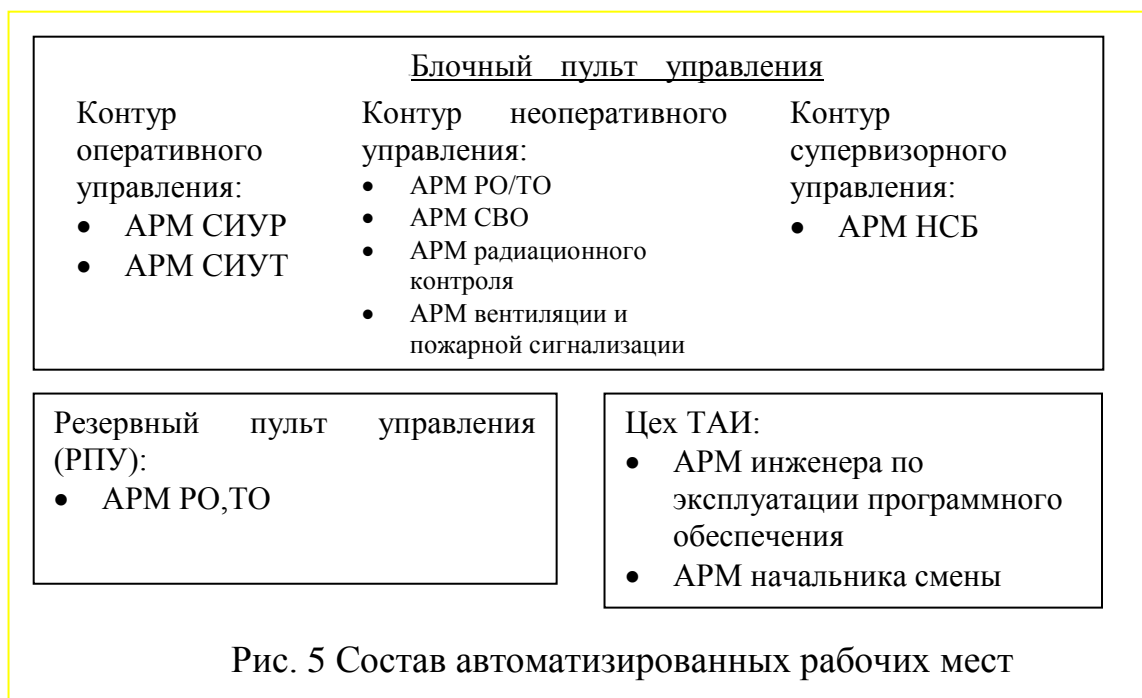 Блочный пульт управления
Контур
оперативного
управления:
• АРМ СИУР
• АРМ СИУТ
Контур неоперативного
управления:
• АРМ РО/ТО
• АРМ СВО
• АРМ радиационного
контроля
• АРМ вентиляции и
пожарной сигнализации
Контур
супервизорного
управления:
• АРМ НСБ
Резервный пульт управления
(РПУ):
• АРМ РО,ТО
Цех ТАИ:
• АРМ инженера по
эксплуатации программного
обеспечения
• АРМ начальника смены
Рис. 5 Состав автоматизированных рабочих мест